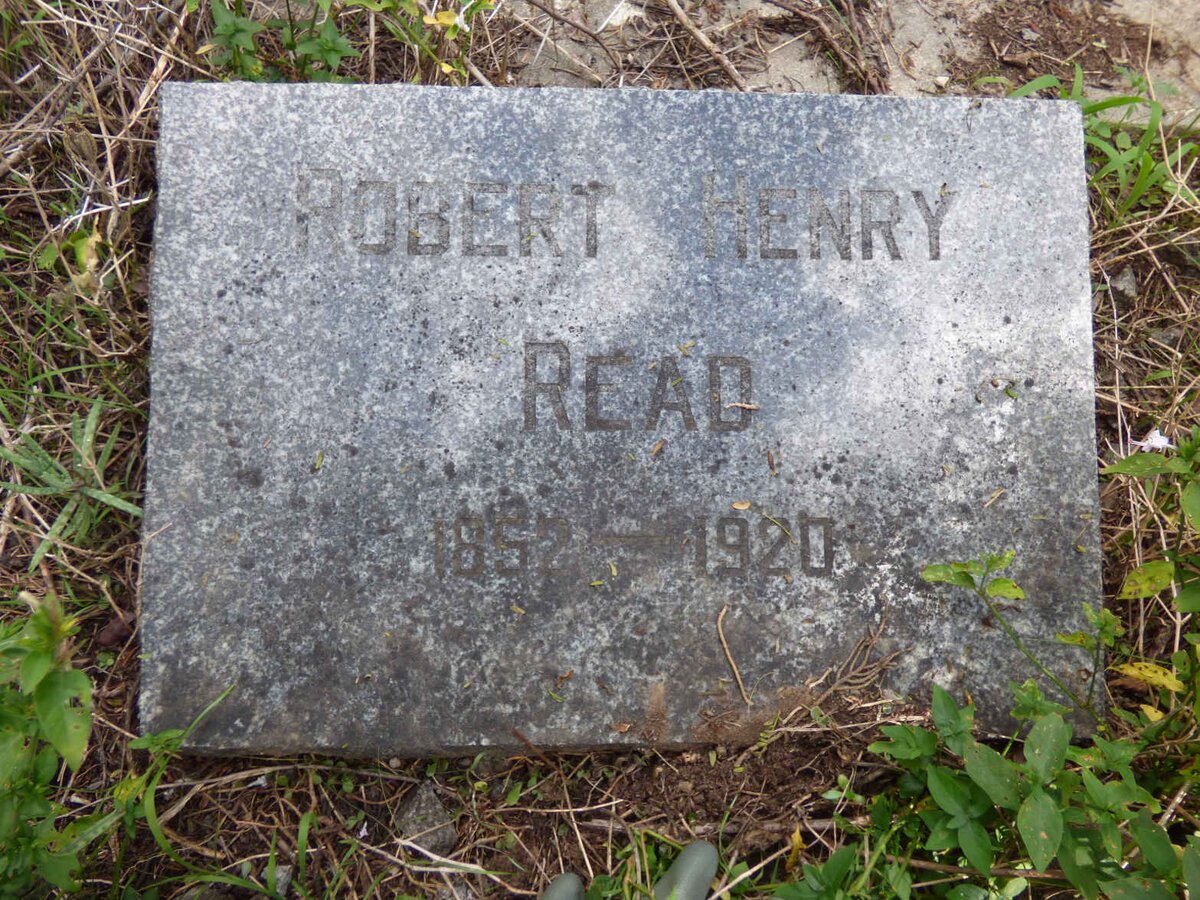 ROBERT HENRY
READ
1852 — 1920